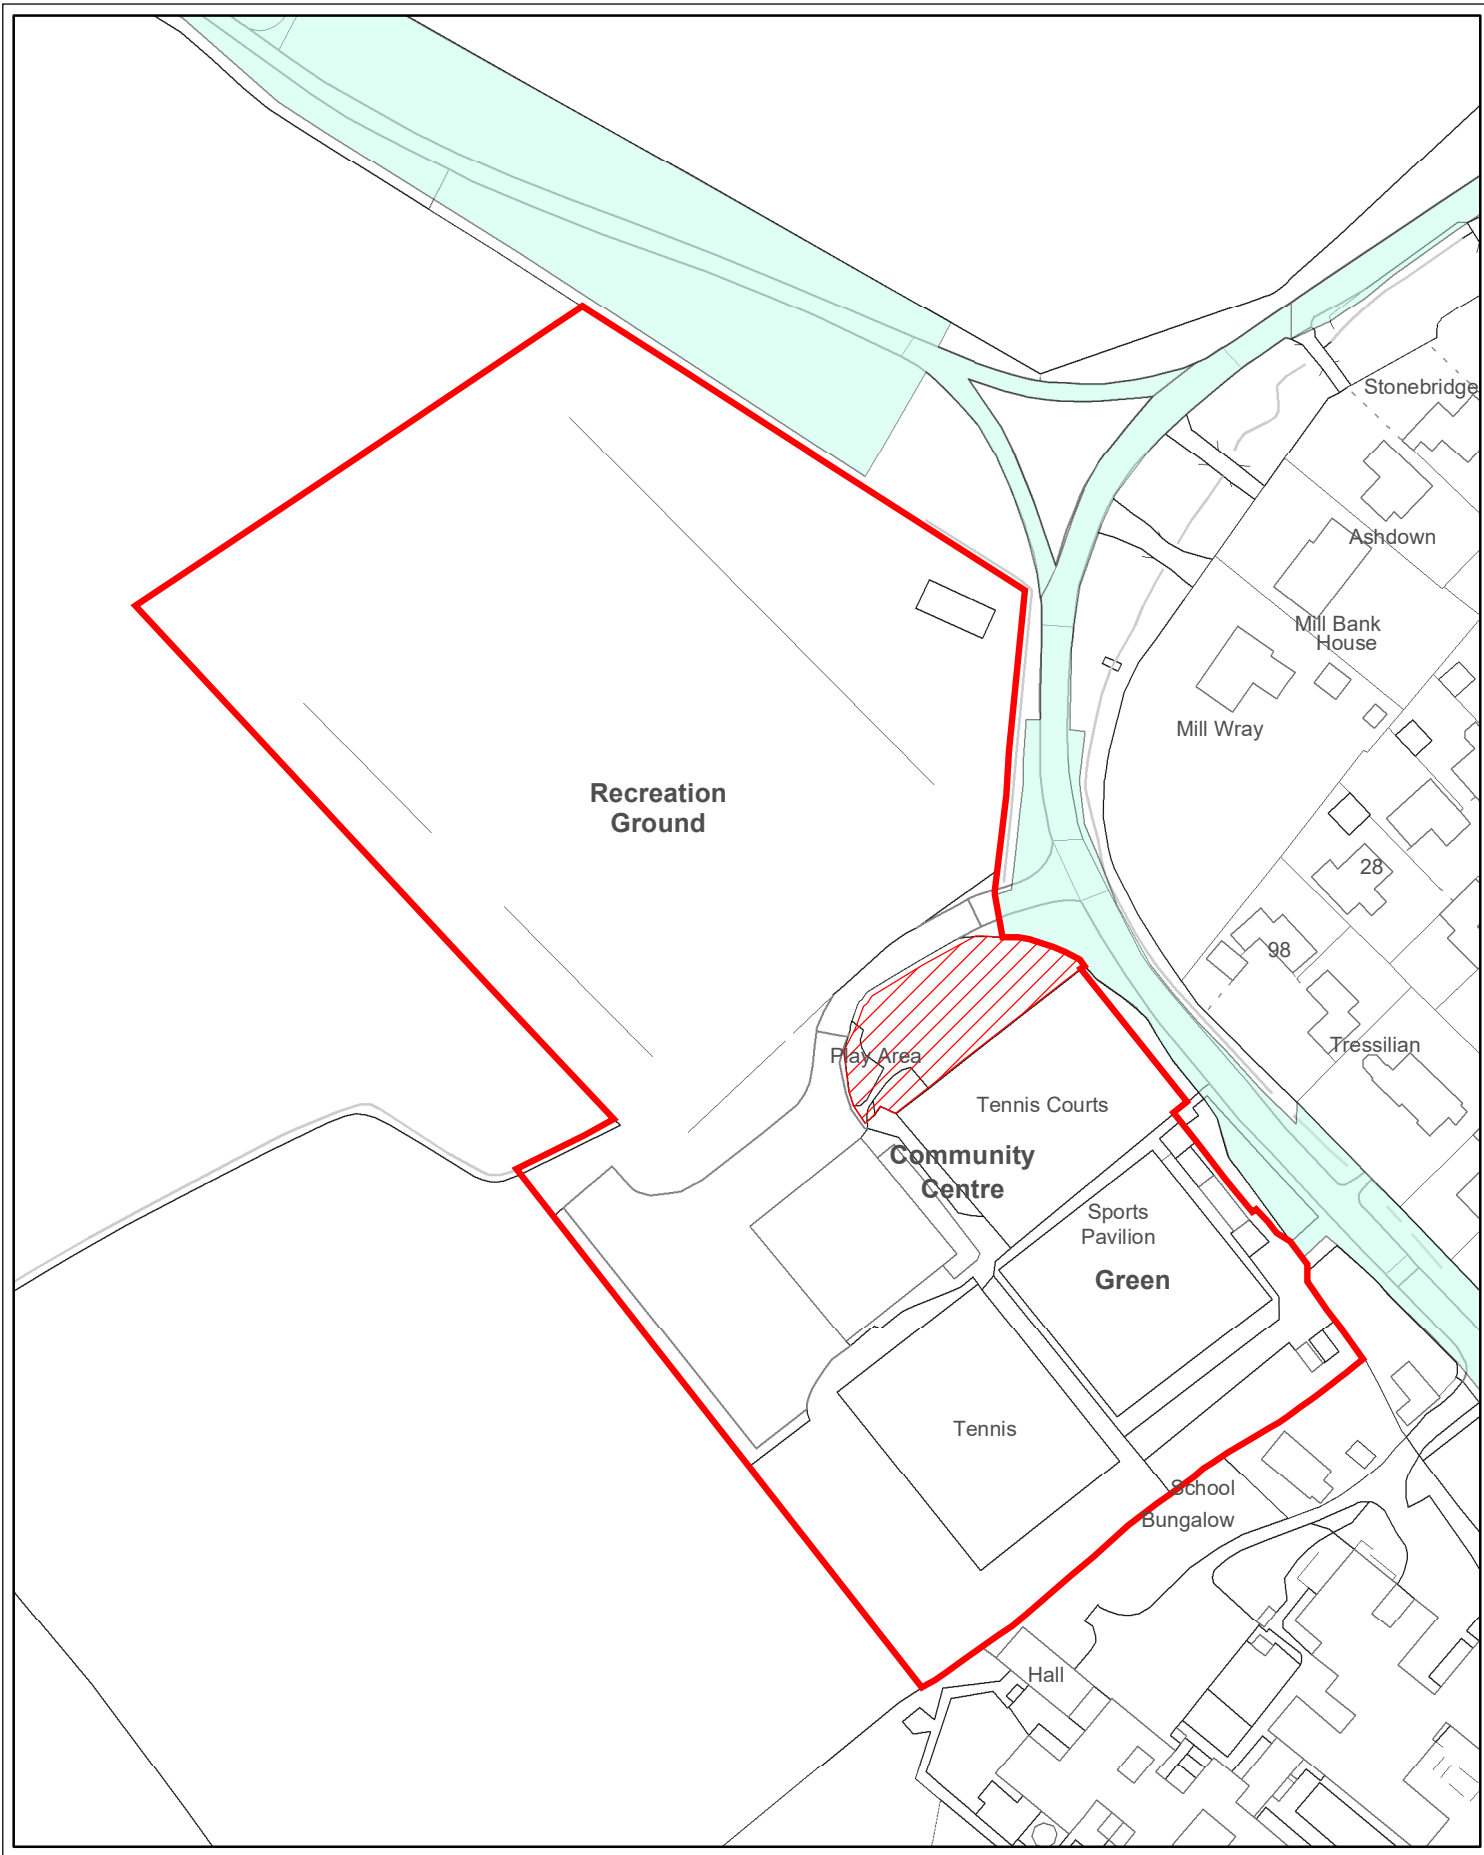 Stonebridge
Ashdown
Mill Bank
House
Mill Wray
Recreation
Ground
28
98
Tressilian
Play Area
Tennis Courts
Community
Centre
Sports
Pavilion
Green
Tennis
School
Bungalow
Hall